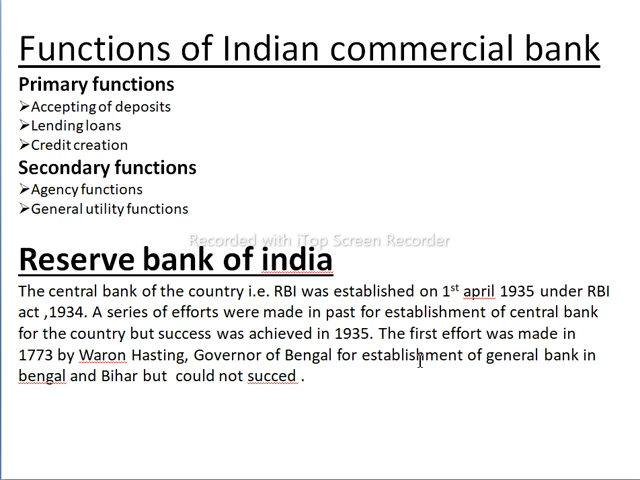 Functions of Indian commercial bank
Primary functions
➢Accepting of deposits
➢Lending loans
➢Credit creation
Secondary functions
➢Agency functions
➢General utility functions
Recorded with iTop Screen Recorder
Reserve bank of india
The central bank of the country i.e. RBI was established on 1st april 1935 under RBI
act ,1934. A series of efforts were made in past for establishment of central bank
for the country but success was achieved in 1935. The first effort was made in
1773 by Waron Hasting, Governor of Bengal for establishment of general bank in
bengal and Bihar but could not succed .